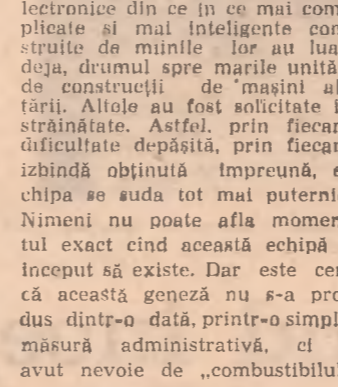 lectronice din ce în ce mai com
plicate si mai inteligente con
struite de mîinile lor au lua
deja, drumul spre marile unită
de construcții de mașini al
țării. Altele au fost solicitate î
străinătate. Astfel, prin fiecar
dificultate depășită, prin fiecar
izbîndă obținută împreună, e
chipa se suda tot mai puterni
Nimeni nu poate afla momen
tul exact cînd această echipă
început să existe. Dar este cer
că această geneză nu s-a pro
dus dintr-o dată, printr-o simpl
măsură administrativă, ci
avut nevoie de „combustibilu